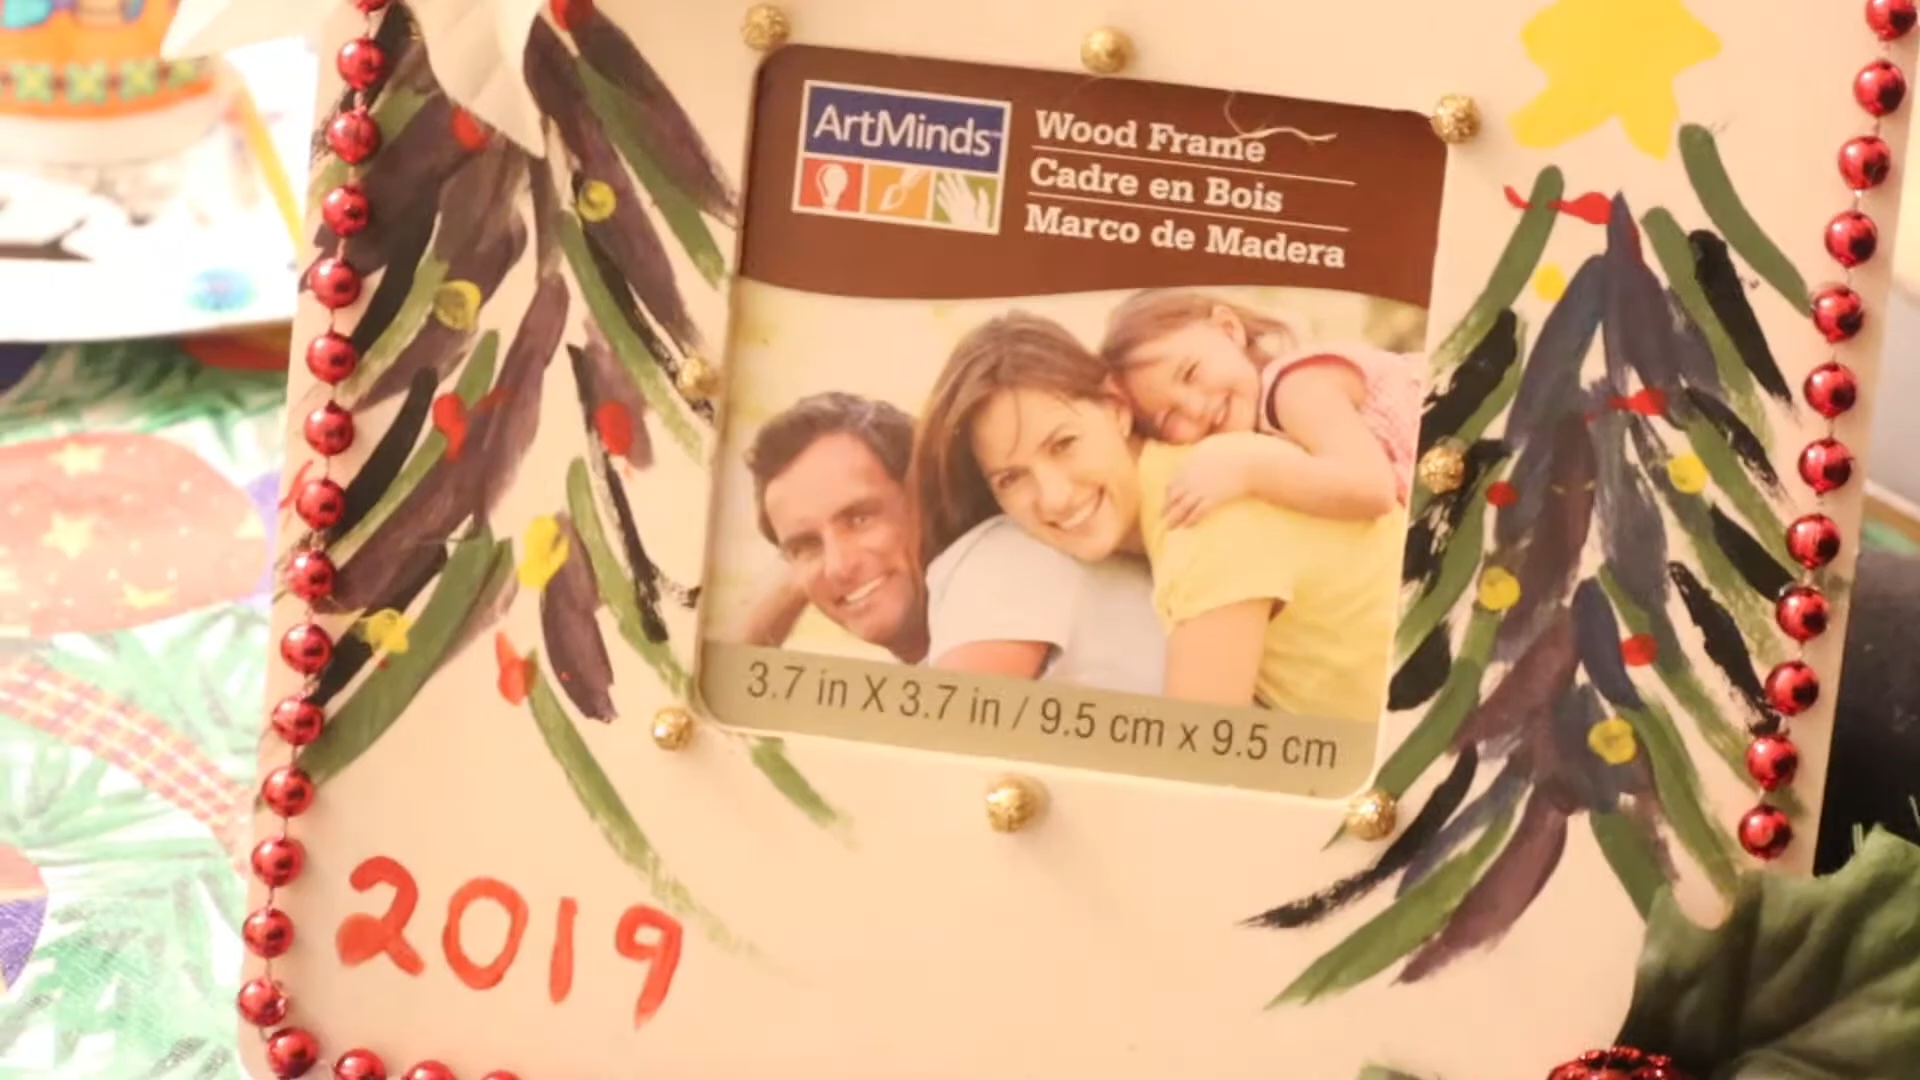 ArtMinds™
Wood Frame
Cadre en Bois
Marco de Madera
3.7 in X 3.7 in / 9.5 cm x 9.5 cm
2019